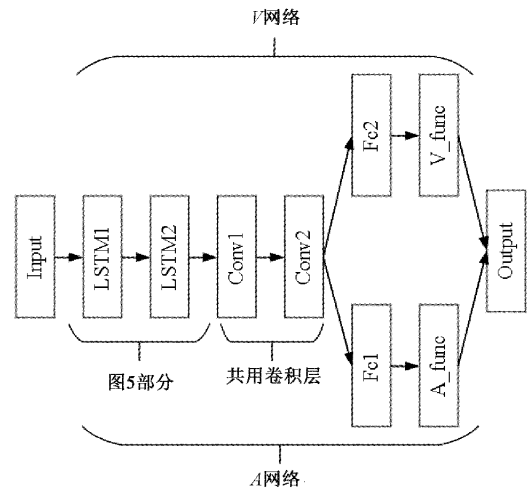 V网络
Input
LSTM1
LSTM2
Conv1
Conv2
Fc2
V_func
Fc1
A_func
Output
图5部分
共用卷积层
A网络